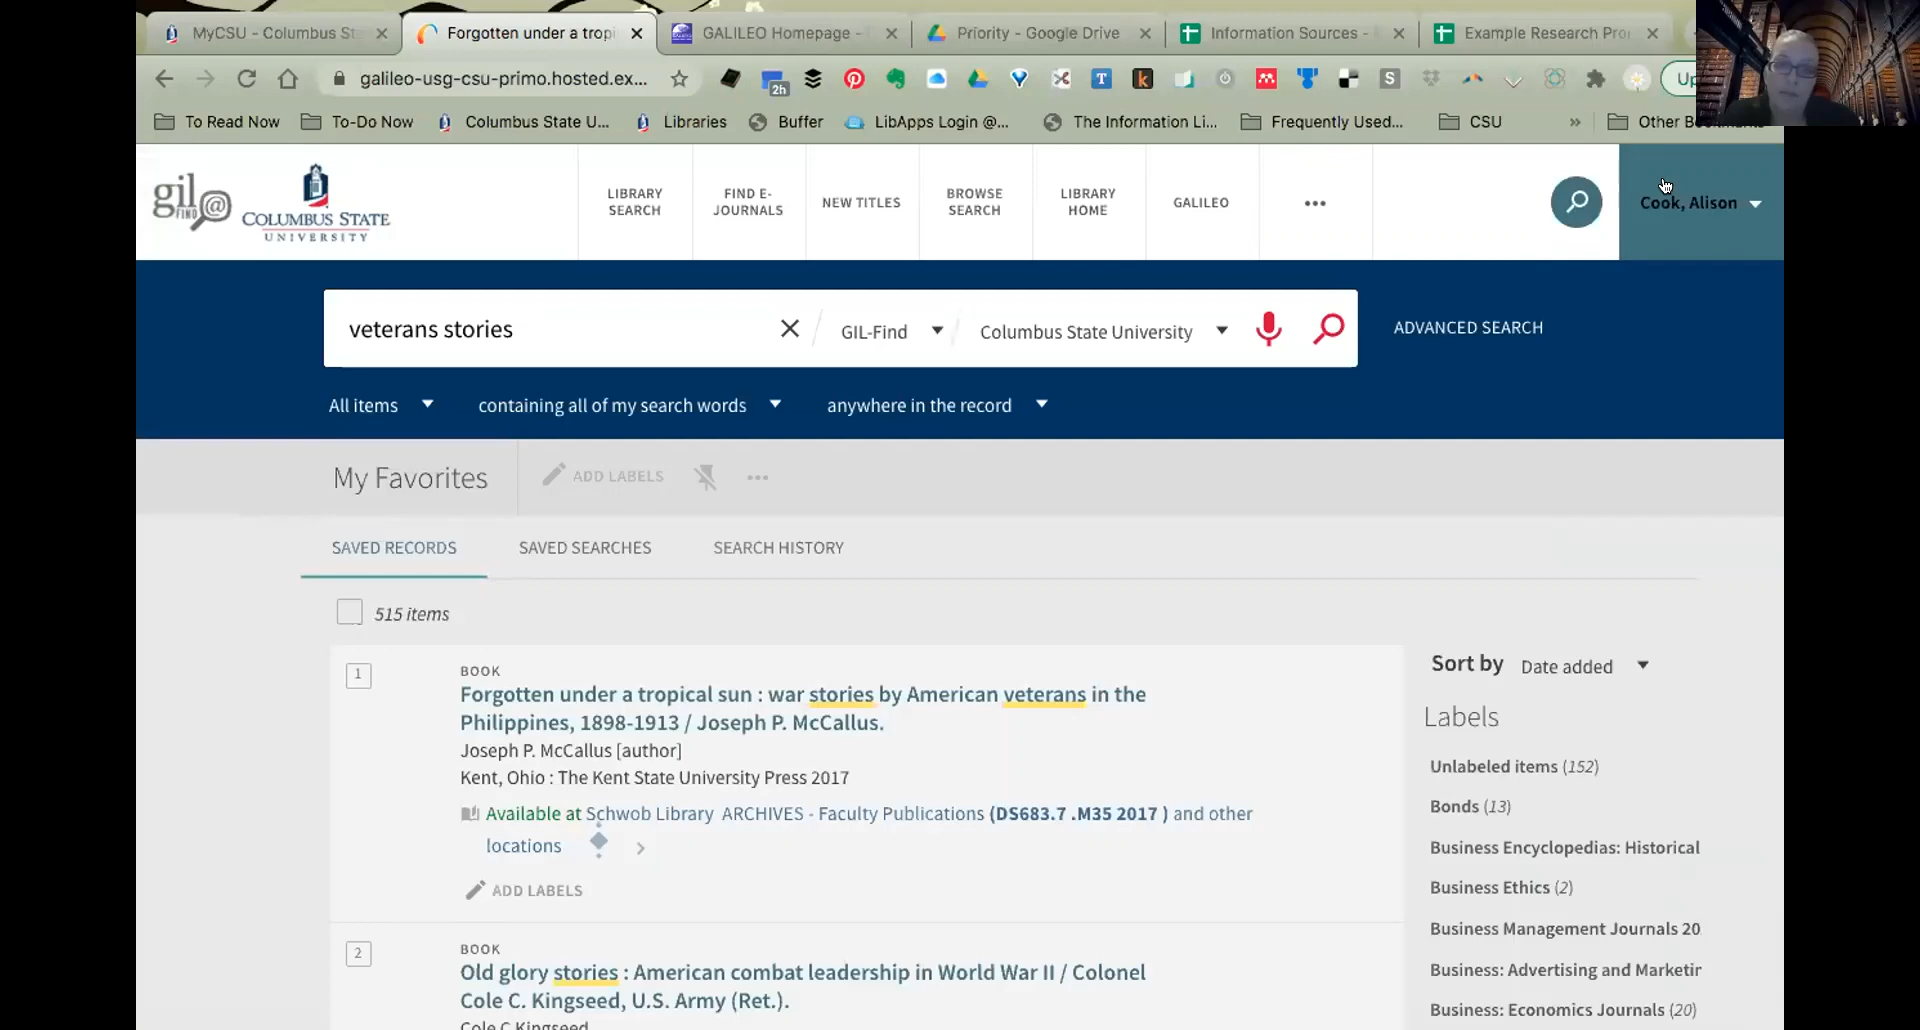 MyCSU - Columbus St
Forgotten under a tropi
GALILEO Homepage -
Priority - Google Drive
Information Sources -
Example Research Pro
galileo-usg-csu-primo.hosted.ex...
2h
T
k
S
Up
To Read Now
To-Do Now
Columbus State U...
Libraries
Buffer
LibApps Login @...
The Information Li...
Frequently Used...
CSU
»
Other Bookmarks
gil
FIND
COLUMBUS STATE
UNIVERSITY
LIBRARY
SEARCH
FIND E-
JOURNALS
NEW TITLES
BROWSE
SEARCH
LIBRARY
HOME
GALILEO
Cook, Alison
veterans stories
GIL-Find
Columbus State University
ADVANCED SEARCH
All items
containing all of my search words
anywhere in the record
My Favorites
ADD LABELS
SAVED RECORDS
SAVED SEARCHES
SEARCH HISTORY
515 items
Sort by Date added
1
BOOK
Forgotten under a tropical sun : war stories by American veterans in the
Philippines, 1898-1913 / Joseph P. McCallus.
Joseph P. McCallus [author]
Kent, Ohio : The Kent State University Press 2017
Available at Schwob Library ARCHIVES - Faculty Publications (DS683.7 .M35 2017 ) and other
locations
ADD LABELS
2
BOOK
Old glory stories : American combat leadership in World War II / Colonel
Cole C. Kingseed, U.S. Army (Ret.).
Cole C Kingseed
Labels
Unlabeled items (152)
Bonds (13)
Business Encyclopedias: Historical
Business Ethics (2)
Business Management Journals 20
Business: Advertising and Marketin
Business: Economics Journals (20)